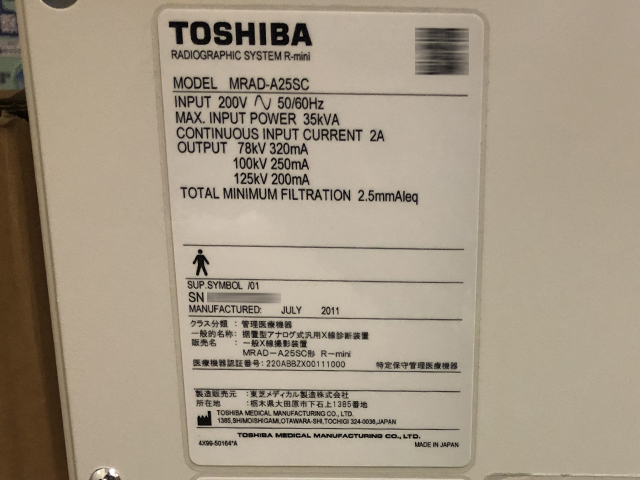 TOSHIBA
RADIOGRAPHIC SYSTEM R-mini
MODEL MRAD-A25SC
INPUT 200V ∿ 50/60Hz
MAX. INPUT POWER 35kVA
CONTINUOUS INPUT CURRENT 2A
OUTPUT 78kV 320mA
100kV 250mA
125kV 200mA
TOTAL MINIMUM FILTRATION 2.5mmAleq
SUP.SYMBOL /01
SN
MANUFACTURED: JULY 2011
クラス分類 : 管理医療機器
一般的名称: 据置型アナログ式汎用X線診断装置
販売名 : 一般X線撮影装置
MRAD-A25SC形 R-mini
医療機器認証番号:220ABBZX00111000 特定保守管理医療機器
製造販売元 : 東芝メディカル製造株式会社
所在地 : 栃木県大田原市下石上1385番地
TOSHIBA MEDICAL MANUFACTURING CO., LTD.
1385,SHIMOISHIGAMI,OTAWARA-SHI,TOCHIGI 324-0036,JAPAN
TOSHIBA MEDICAL MANUFACTURING CO., LTD.
4X99-50164*A MADE IN JAPAN